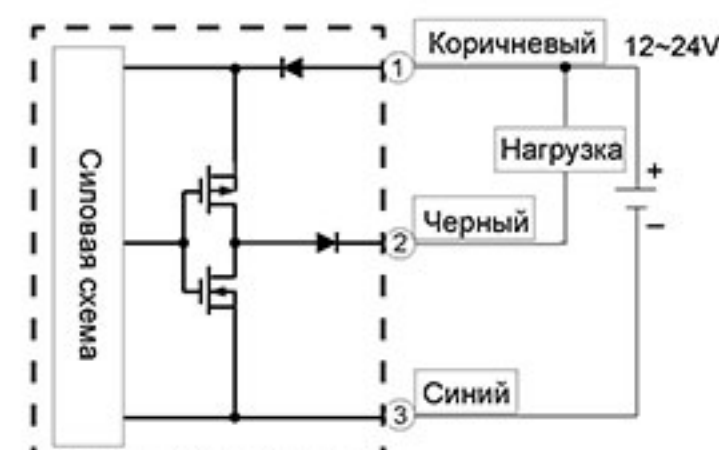 Коричневый
12~24V
1
Нагрузка
+
Силовая схема
Черный
2
−
Синий
3